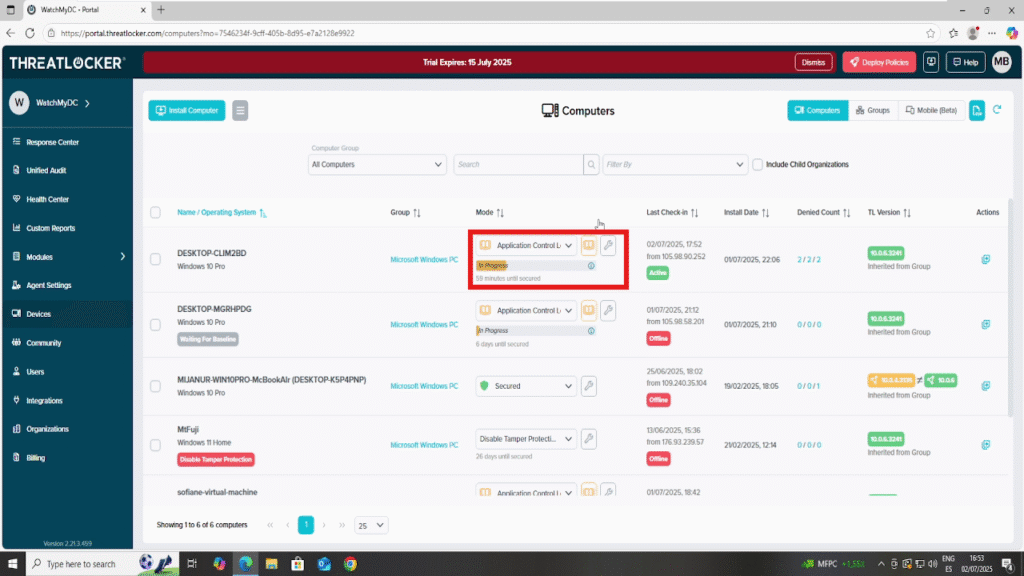 WatchMyDC - Portal
https://portal.threatlocker.com/computers?mo=7546234f-9cff-405b-8d95-e7a2128e9922
THREATLOCKER
Trial Expires: 15 July 2025
Dismiss
Deploy Policies
Help
MB
W
WatchMyDC
Install Computer
Computers
Computers
Groups
Mobile (Beta)
Response Center
Unified Audit
Health Center
Custom Reports
Modules
Agent Settings
Devices
Community
Users
Integrations
Organizations
Billing
Version 2.213.459
Computer Group
All Computers
Search
Filter By
Include Child Organizations
Name / Operating System
Group
Mode
Last Check-in
Install Date
Denied Count
TL Version
Actions
DESKTOP-CLIM2BD
Windows 10 Pro
Microsoft Windows PC
Application Control L
In Progress
59 minutes until secured
02/07/2025, 17:52
from 105.98.90.252
Active
01/07/2025, 22:06
2 / 2 / 2
10.0.6.3241
Inherited from Group
DESKTOP-MGRHPDG
Windows 10 Pro
Waiting For Baseline
Microsoft Windows PC
Application Control L
In Progress
6 days until secured
01/07/2025, 21:12
from 105.98.58.201
Offline
01/07/2025, 21:10
0 / 0 / 0
10.0.6.3241
Inherited from Group
MIJANUR-WIN10PRO-McBookAir (DESKTOP-K5P4PNP)
Windows 10 Pro
Microsoft Windows PC
Secured
25/06/2025, 18:02
from 109.240.35.104
Offline
19/02/2025, 18:05
0 / 0 / 1
≠
10.0.6
Inherited from Group
MtFuji
Windows 11 Home
Disable Tamper Protection
Microsoft Windows PC
Disable Tamper Protecti...
26 days until secured
13/06/2025, 15:36
from 176.93.239.57
Offline
21/02/2025, 12:14
0 / 0 / 0
10.0.6.3241
Inherited from Group
sofiane-virtual-machine
Application Control L
01/07/2025, 18:42
Showing 1 to 6 of 6 computers
1
25
Type here to search
MFPC +1,55%
ENG
ES
16:53
02/07/2025